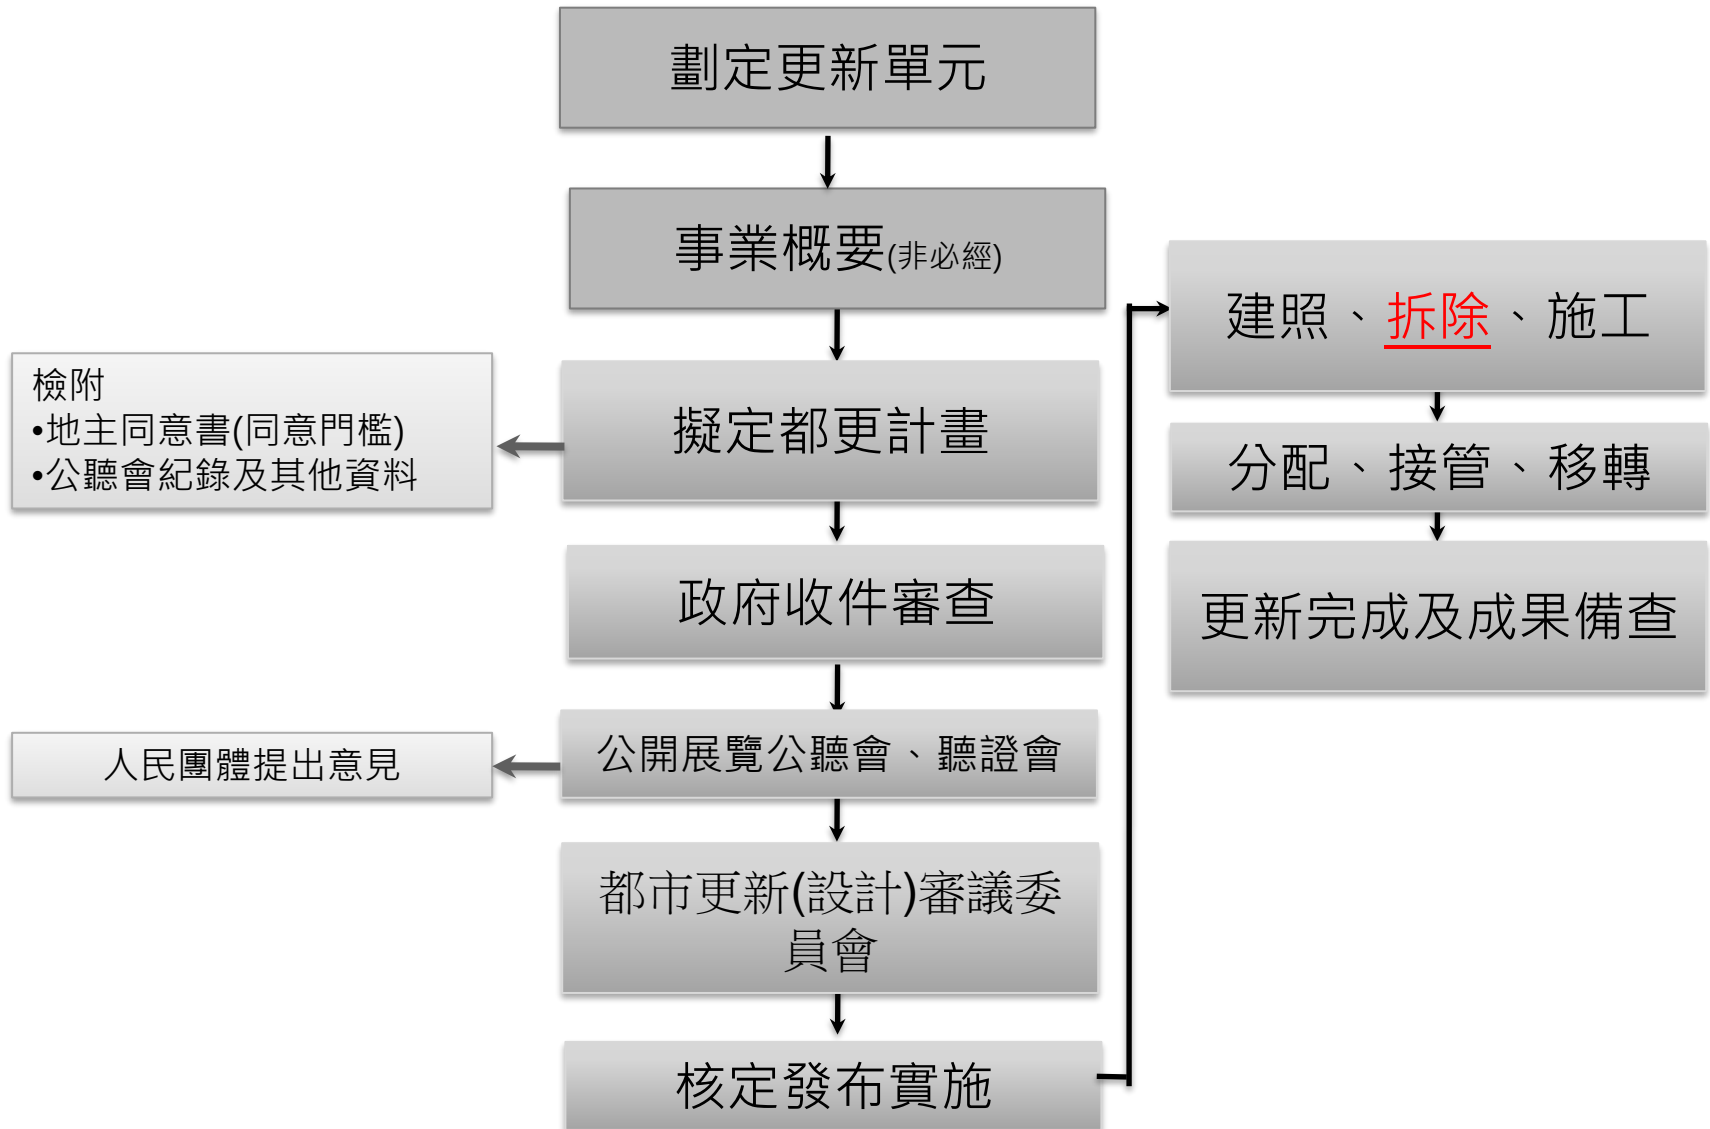 劃定更新單元
事業概要(非必經)
檢附
•地主同意書(同意門檻)
•公聽會紀錄及其他資料
擬定都更計畫
政府收件審查
人民團體提出意見
公開展覽公聽會、聽證會
都市更新(設計)審議委
員會
核定發布實施
建照、拆除、施工
分配、接管、移轉
更新完成及成果備查